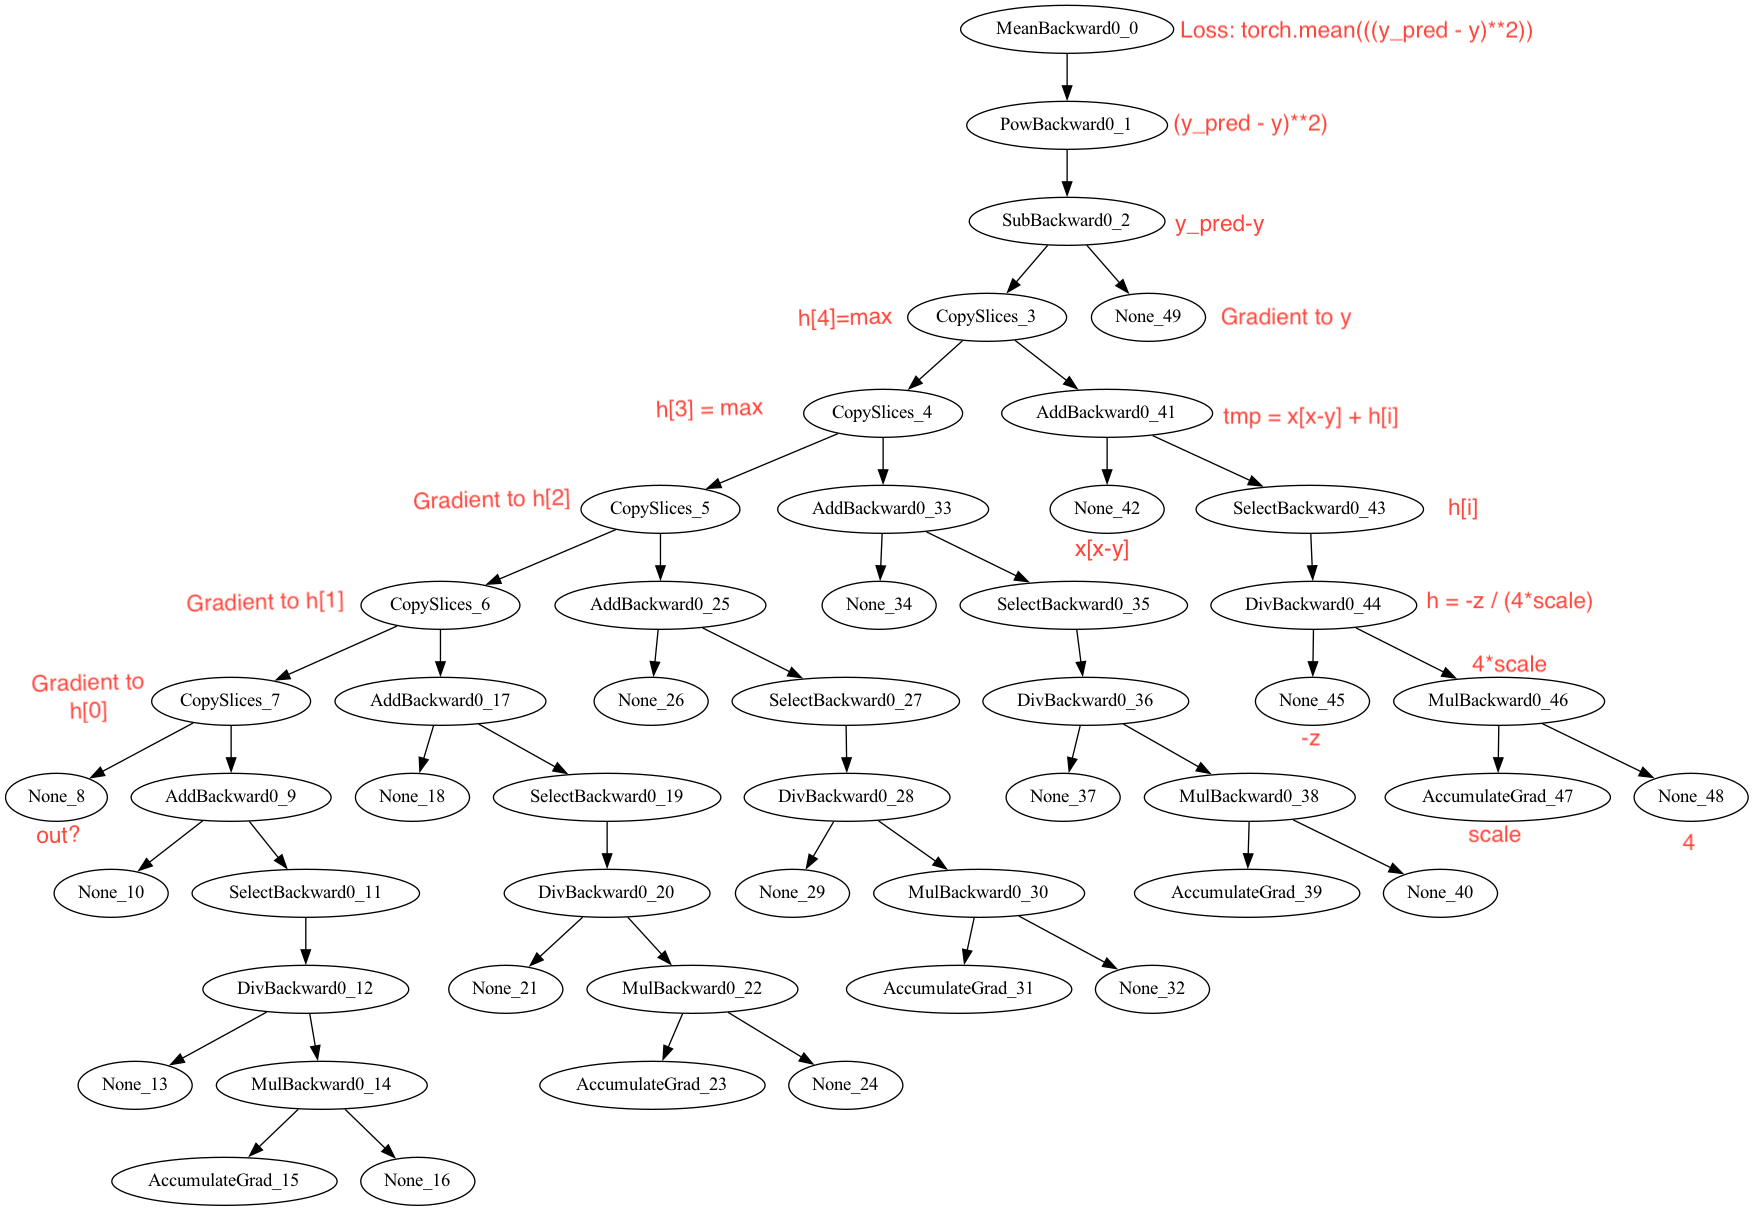 MeanBackward0_0 Loss: torch.mean(((y_pred - y)**2))
PowBackward0_1 (y_pred - y)**2)
SubBackward0_2 y_pred-y
h[4]=max CopySlices_3 None_49 Gradient to y
h[3] = max CopySlices_4 AddBackward0_41 tmp = x[x-y] + h[i]
Gradient to h[2] CopySlices_5 AddBackward0_33 None_42 SelectBackward0_43 h[i]
x[x-y]
Gradient to h[1] CopySlices_6 AddBackward0_25 None_34 SelectBackward0_35 DivBackward0_44 h = -z / (4*scale)
4*scale
Gradient to
h[0]
CopySlices_7 AddBackward0_17 None_26 SelectBackward0_27 DivBackward0_36 None_45 MulBackward0_46
-z
None_8 AddBackward0_9 None_18 SelectBackward0_19 DivBackward0_28 None_37 MulBackward0_38 AccumulateGrad_47 None_48
out? scale 4
None_10 SelectBackward0_11 DivBackward0_20 None_29 MulBackward0_30 AccumulateGrad_39 None_40
DivBackward0_12 None_21 MulBackward0_22 AccumulateGrad_31 None_32
None_13 MulBackward0_14 AccumulateGrad_23 None_24
AccumulateGrad_15 None_16